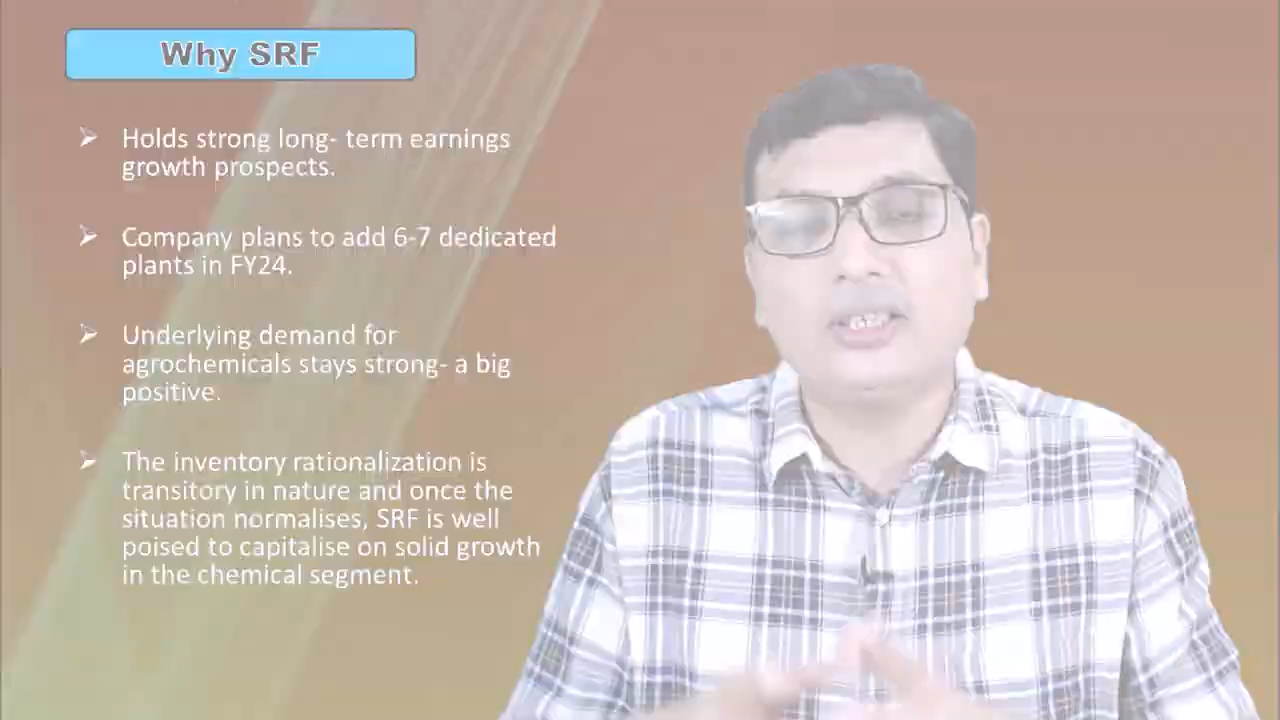 Why SRF
Holds strong long- term earnings
growth prospects.
Company plans to add 6-7 dedicated
plants in FY24.
Underlying demand for
agrochemicals stays strong- a big
positive.
The inventory rationalization is
transitory in nature and once the
situation normalises, SRF is well
poised to capitalise on solid growth
in the chemical segment.